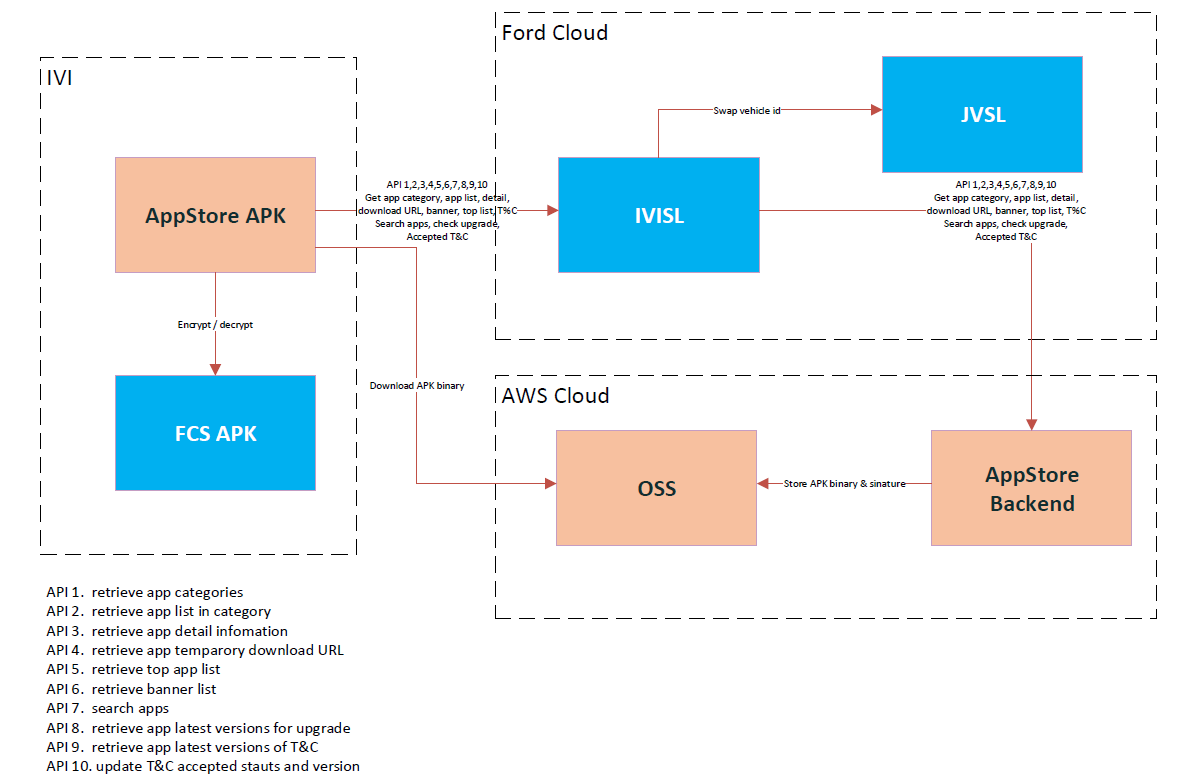 Ford Cloud
IVI
JVSL
Swap vehicle id
AppStore APK
API 1,2,3,4,5,6,7,8,9,10
Get app category, app list, detail,
download URL, banner, top list, T%C
Search apps, check upgrade,
Accepted T&C
IVISL
API 1,2,3,4,5,6,7,8,9,10
Get app category, app list, detail,
download URL, banner, top list, T%C
Search apps, check upgrade,
Accepted T&C
Encrypt / decrypt
Download APK binary
AWS Cloud
FCS APK
OSS
Store APK binary & sinature
AppStore
Backend
API 1. retrieve app categories
API 2. retrieve app list in category
API 3. retrieve app detail infomation
API 4. retrieve app temparory download URL
API 5. retrieve top app list
API 6. retrieve banner list
API 7. search apps
API 8. retrieve app latest versions for upgrade
API 9. retrieve app latest versions of T&C
API 10. update T&C accepted stauts and version